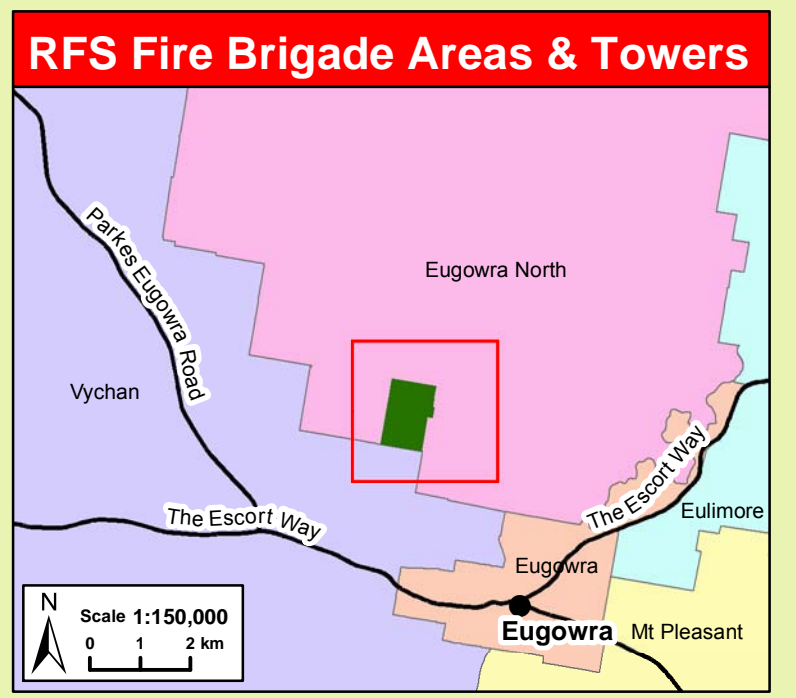 RFS Fire Brigade Areas & Towers
Eugowra North
Parkes Eugowra Road
Vychan
The Escort Way
The Escort Way
Eulimore
Eugowra
Eugowra
Mt Pleasant
N
Scale 1:150,000
0 1 2 km